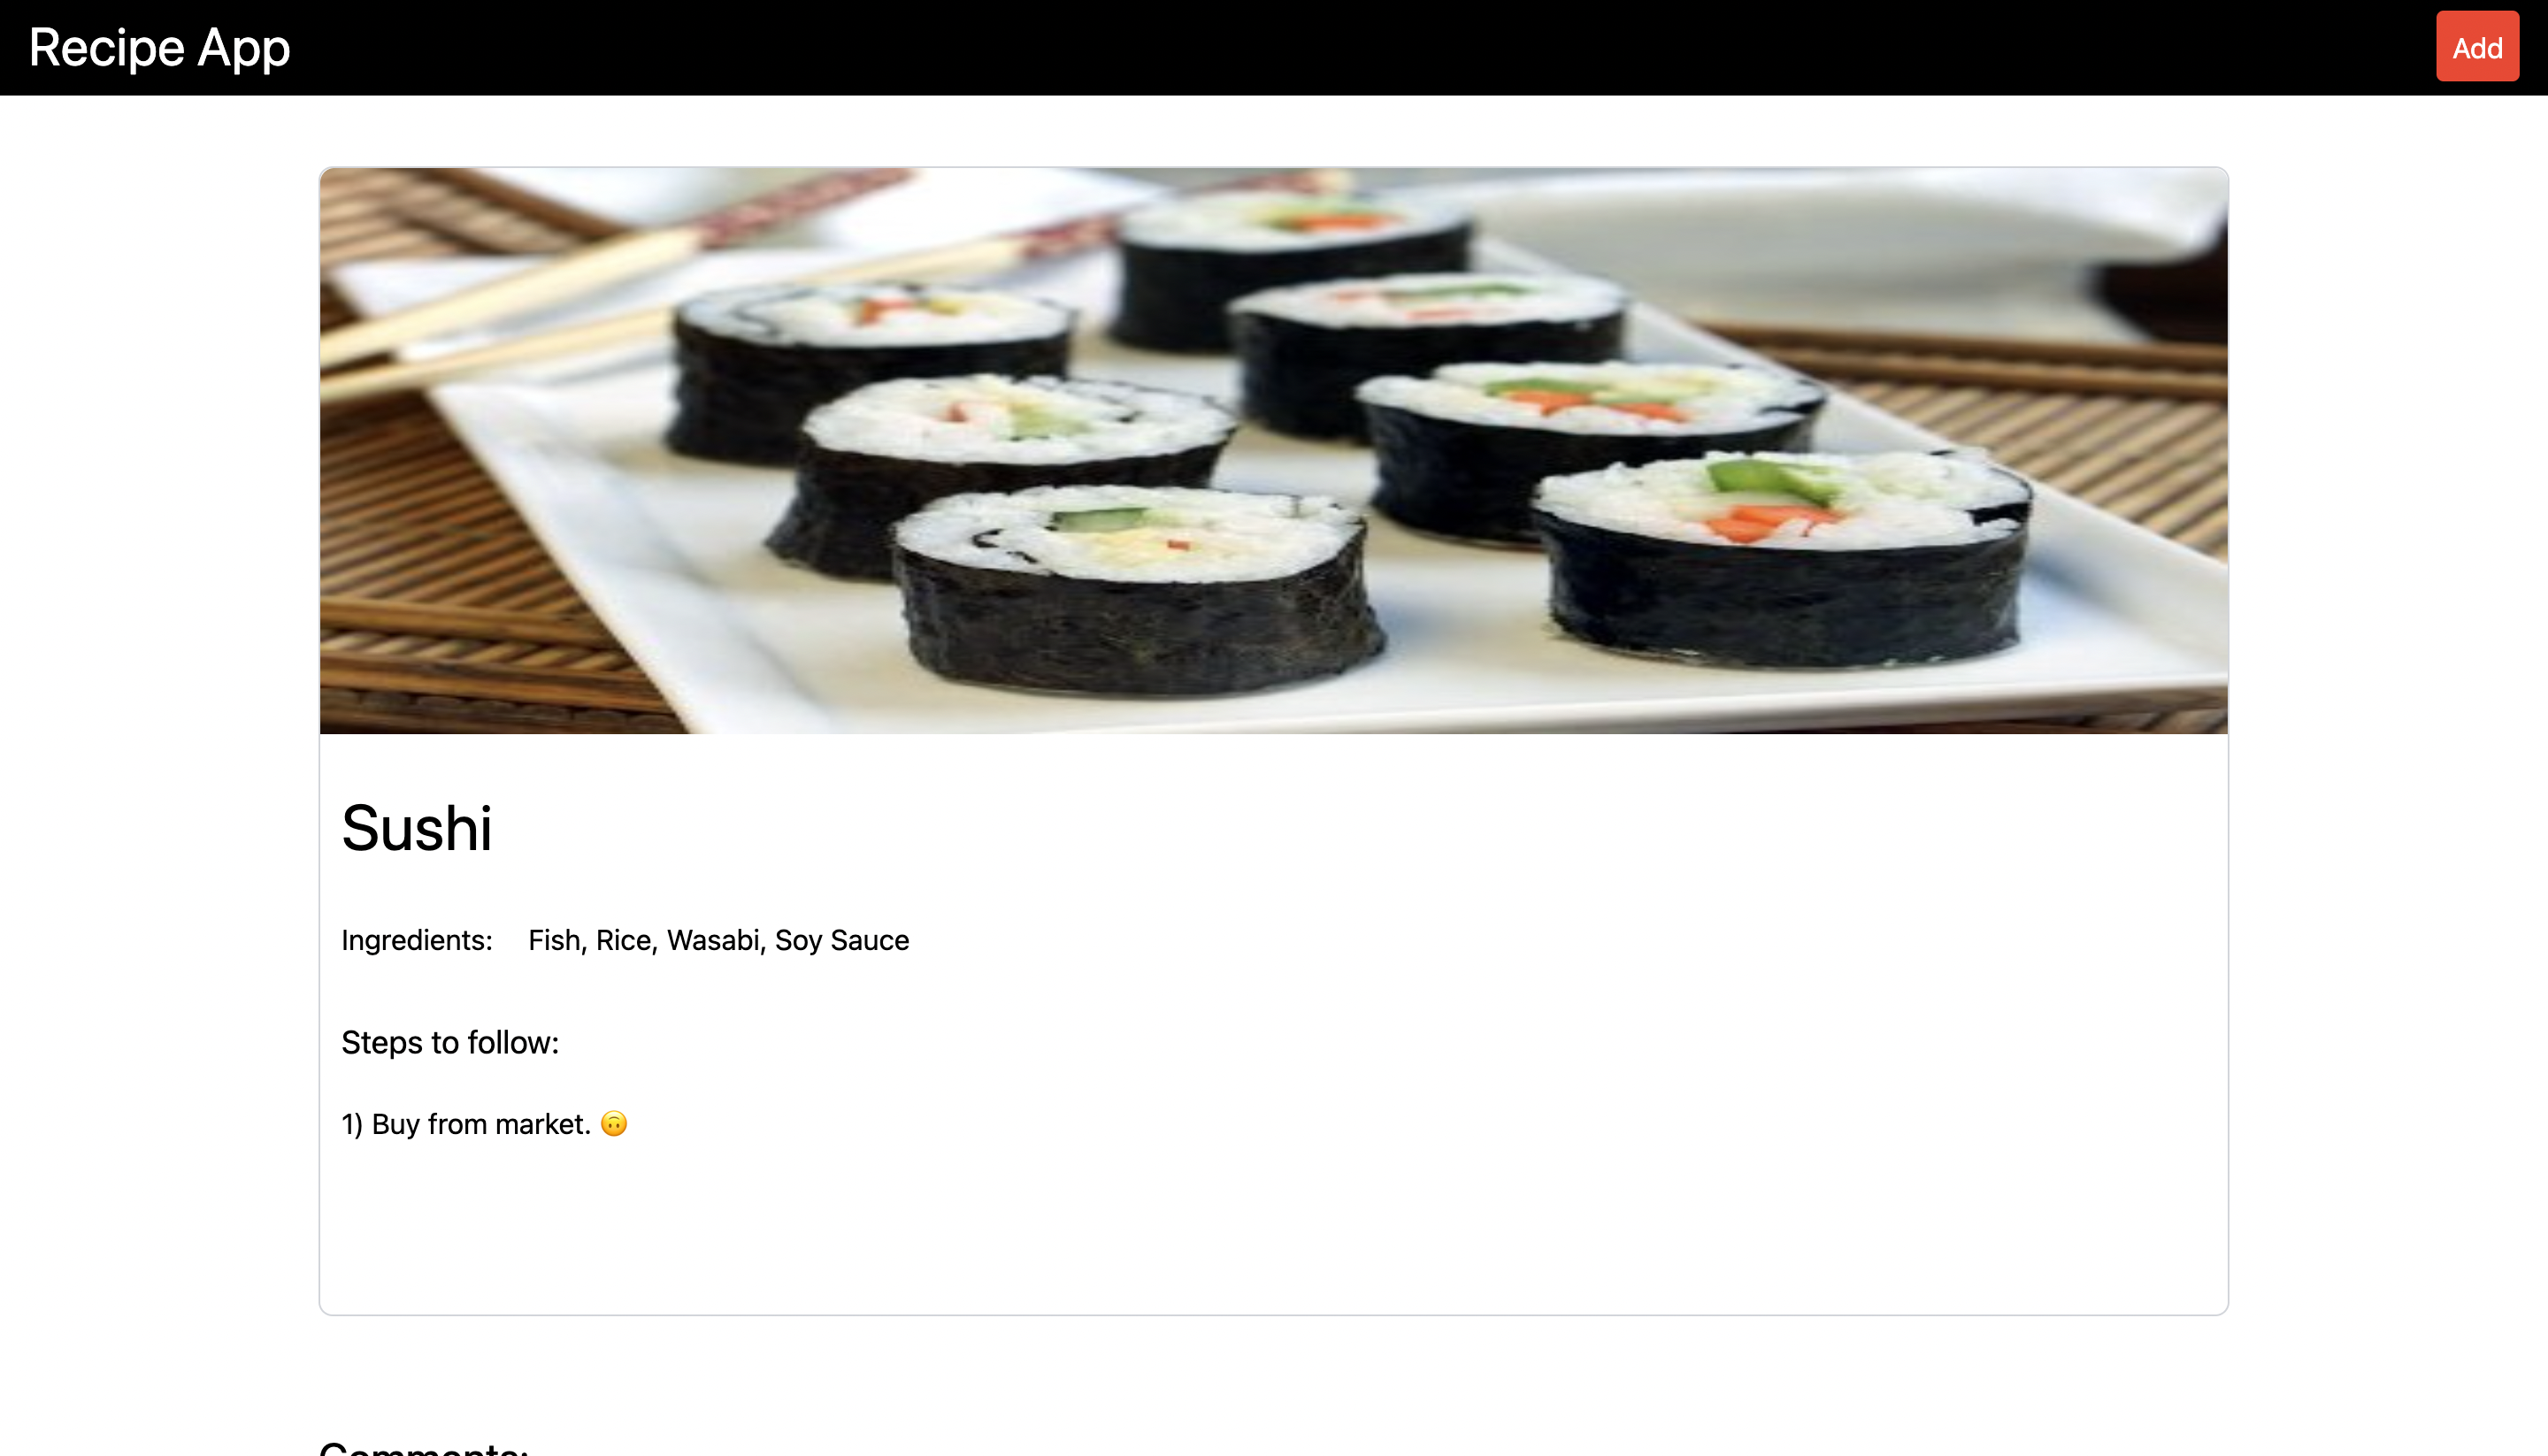 Recipe App
Add
Sushi
Ingredients: Fish, Rice, Wasabi, Soy Sauce
Steps to follow:
1) Buy from market. 🙃
Comments: